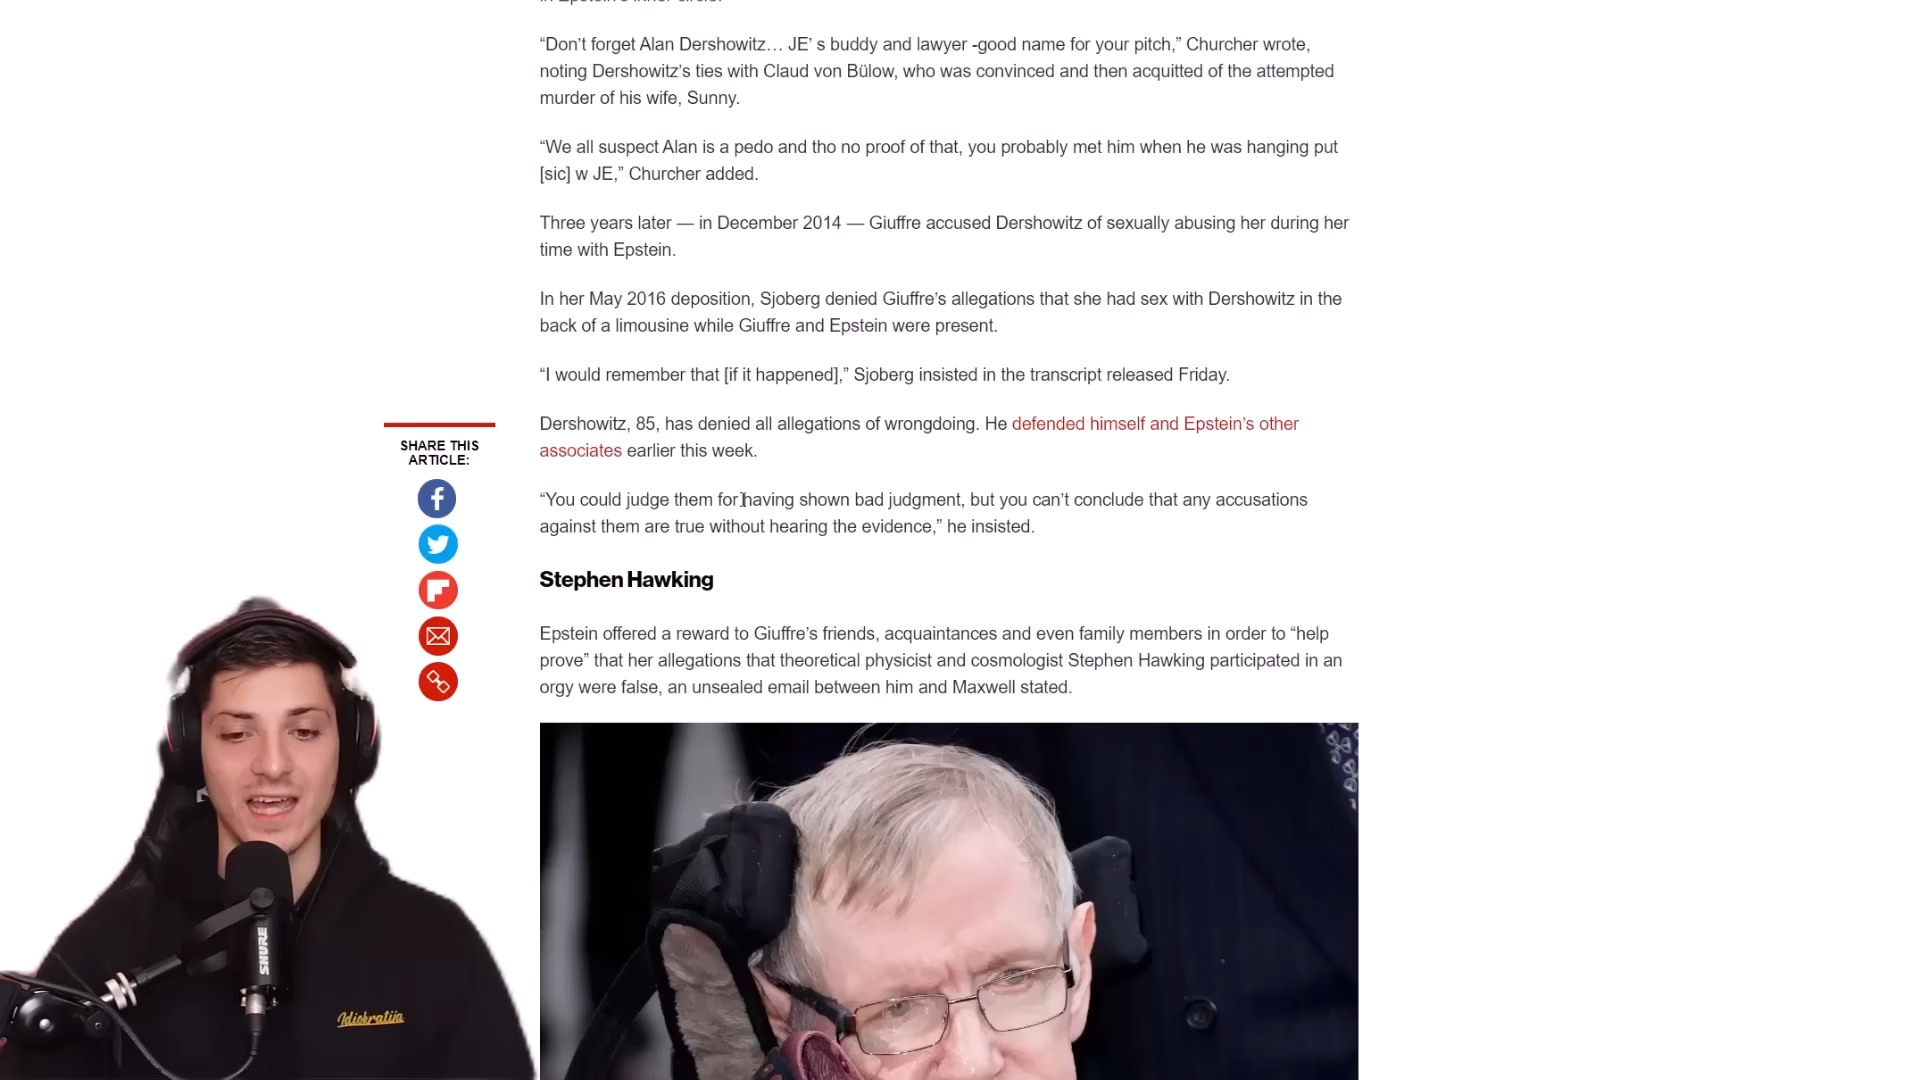 “Don’t forget Alan Dershowitz… JE’ s buddy and lawyer -good name for your pitch,” Churcher wrote,
noting Dershowitz’s ties with Claud von Bülow, who was convinced and then acquitted of the attempted
murder of his wife, Sunny.
“We all suspect Alan is a pedo and tho no proof of that, you probably met him when he was hanging put
[sic] w JE,” Churcher added.
Three years later — in December 2014 — Giuffre accused Dershowitz of sexually abusing her during her
time with Epstein.
In her May 2016 deposition, Sjoberg denied Giuffre’s allegations that she had sex with Dershowitz in the
back of a limousine while Giuffre and Epstein were present.
“I would remember that [if it happened],” Sjoberg insisted in the transcript released Friday.
Dershowitz, 85, has denied all allegations of wrongdoing. He defended himself and Epstein’s other
associates earlier this week.
“You could judge them for having shown bad judgment, but you can’t conclude that any accusations
against them are true without hearing the evidence,” he insisted.
SHARE THIS
ARTICLE:
Stephen Hawking
Epstein offered a reward to Giuffre’s friends, acquaintances and even family members in order to “help
prove” that her allegations that theoretical physicist and cosmologist Stephen Hawking participated in an
orgy were false, an unsealed email between him and Maxwell stated.
SHURE
Idiokratija